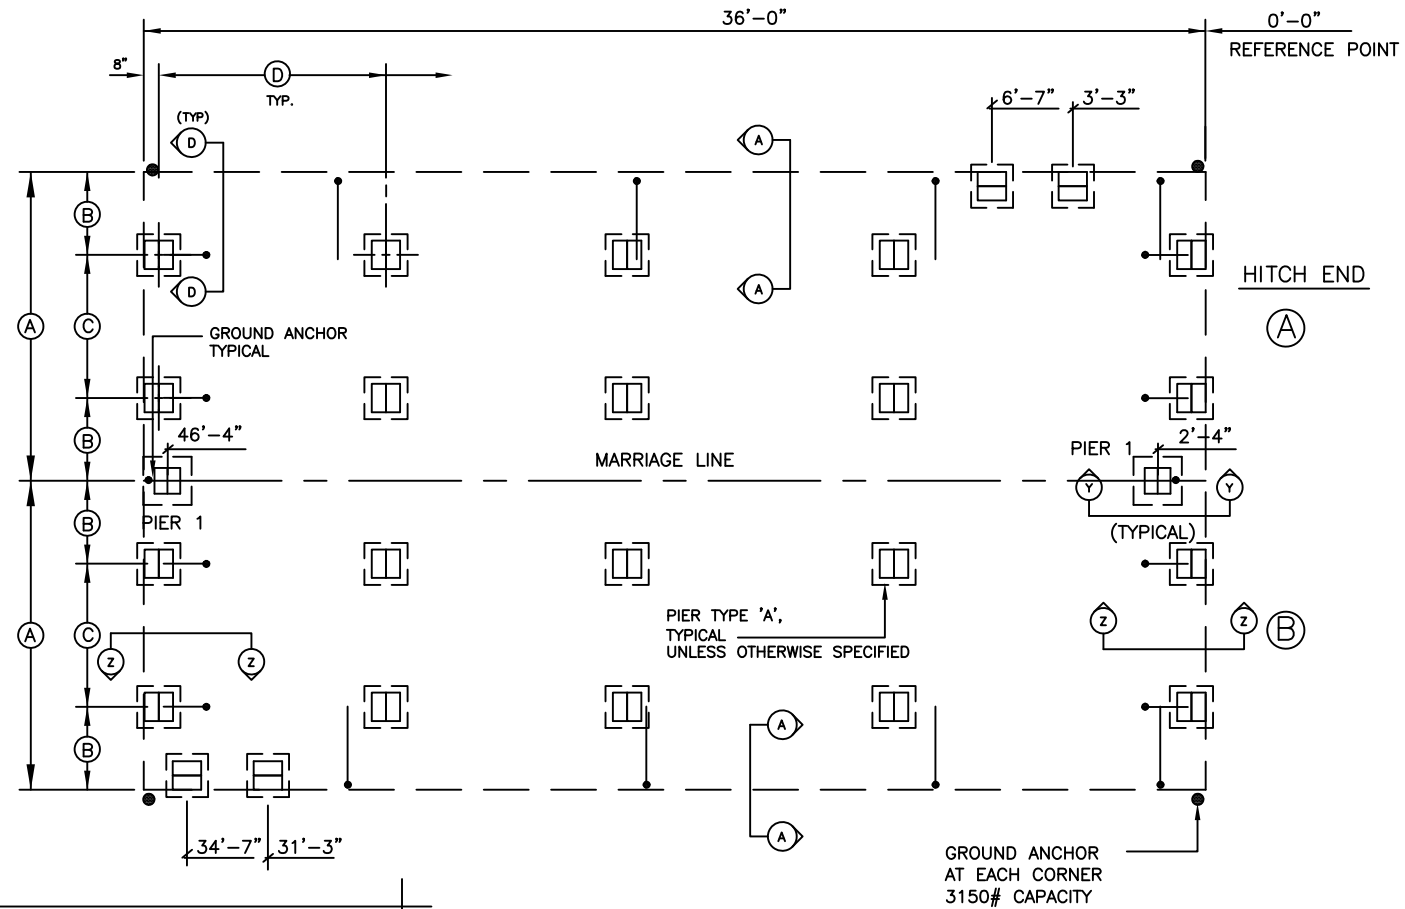 36'-0"
0'-0"
REFERENCE POINT
8"
D
TYP.
6'-7"
3'-3"
(TYP)
D
A
B
D
A
HITCH END
A
C
GROUND ANCHOR
TYPICAL
A
B
46'-4"
MARRIAGE LINE
PIER 1
2'-4"
Y
Y
PIER 1
B
(TYPICAL)
PIER TYPE 'A',
TYPICAL
UNLESS OTHERWISE SPECIFIED
A
C
Z
Z
Z
Z
B
B
A
A
34'-7"
31'-3"
GROUND ANCHOR
AT EACH CORNER
3150# CAPACITY